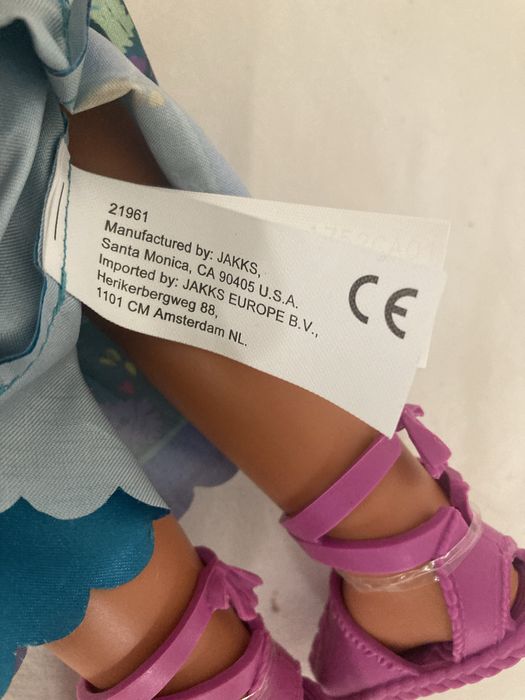 21961
Manufactured by: JAKKS,
Santa Monica, CA 90405 U.S.A.
Imported by: JAKKS EUROPE B.V.,
Herikerbergweg 88,
1101 CM Amsterdam NL.
CE